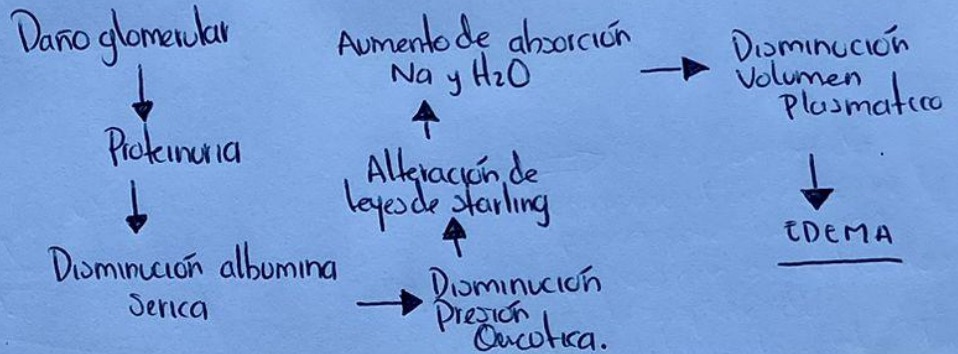 Daño glomerular
Proteinuria
Disminución albumina
serica
Disminución
Presión
Oncotica.
Alteración de
leyes de starling
Aumento de absorción
Na y H₂O
Disminución
Volumen
Plasmatico
EDEMA